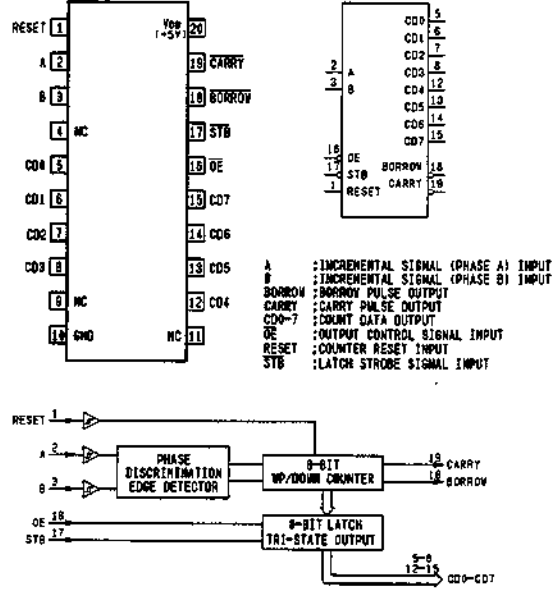 RESET 1
VDD
(+5V) 20
A 2
19 CARRY
B 3
18 BORROW
4 NC
17 STB
CD0 5
16 OE
CD1 6
15 CD7
CD2 7
14 CD6
CD3 8
13 CD5
9 NC
12 CD4
10 GND
NC 11
2 A
3 B
16 OE
17 STB
1 RESET
CD0 5
CD1 6
CD2 7
CD3 8
CD4 12
CD5 13
CD6 14
CD7 15
BORROW 18
CARRY 19
A :INCREMENTAL SIGNAL (PHASE A) INPUT
B :INCREMENTAL SIGNAL (PHASE B) INPUT
BORROW :BORROW PULSE OUTPUT
CARRY :CARRY PULSE OUTPUT
CD0-7 :COUNT DATA OUTPUT
OE :OUTPUT CONTROL SIGNAL INPUT
RESET :COUNTER RESET INPUT
STB :LATCH STROBE SIGNAL INPUT
RESET 1
A 2
B 3
PHASE
DISCRIMINATION
EDGE DETECTOR
8-BIT
UP/DOWN COUNTER
19 CARRY
18 BORROW
OE 16
STB 17
8-BIT LATCH
TRI-STATE OUTPUT
5-8
12-15
CD0-CD7